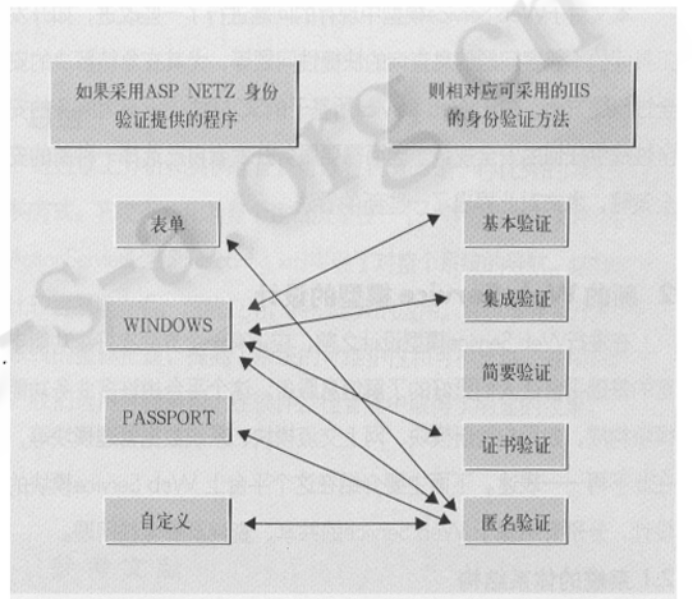 如果采用ASP NETZ 身份
验证提供的程序
则相对应可采用的IIS
的身份验证方法
表单
WINDOWS
PASSPORT
自定义
基本验证
集成验证
简要验证
证书验证
匿名验证
-s-a.org.cn